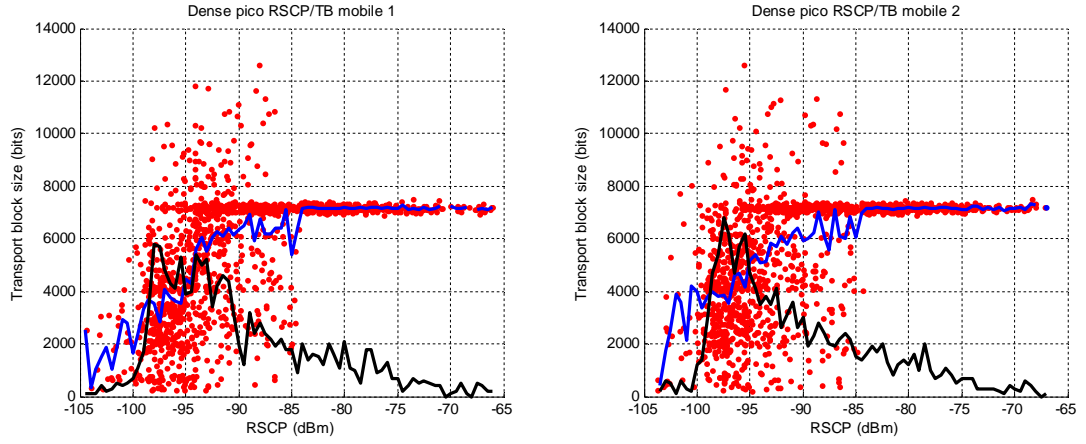 Dense pico RSCP/TB mobile 1
14000
12000
10000
8000
6000
4000
2000
0
Transport block size (bits)
-105 -100 -95 -90 -85 -80 -75 -70 -65
RSCP (dBm)
Dense pico RSCP/TB mobile 2
14000
12000
10000
8000
6000
4000
2000
0
Transport block size (bits)
-105 -100 -95 -90 -85 -80 -75 -70 -65
RSCP (dBm)